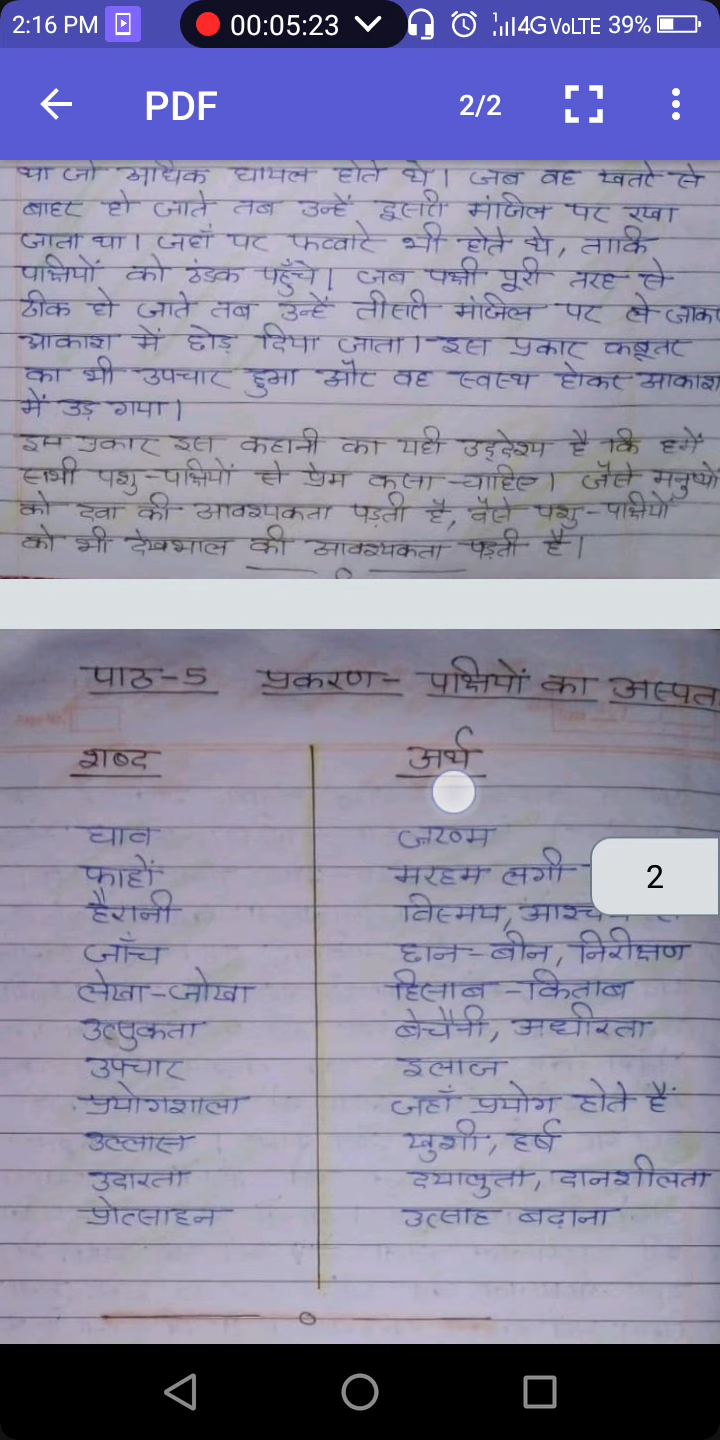 2:16 PM 00:05:23 4G VoLTE 39%
PDF 2/2
था जो अधिक घायल होते थे। जब वह खतरे से
बाहर हो जाते तब उन्हें दूसरी मंजिल पर रखा
जाता था। जहाँ पर फव्वारे भी होते थे, ताकि
पक्षियों को ठंडक पहुँचे। जब पक्षी पूरी तरह से
ठीक हो जाते तब उन्हें तीसरी मंजिल पर ले जाकर
आकाश में छोड़ दिया जाता। इस प्रकार कबूतर
का भी उपचार हुआ और वह स्वस्थ होकर आकाश
में उड़ गया।
इस प्रकार इस कहानी का यही उद्देश्य है कि हमें
सभी पशु-पक्षियों से प्रेम करना चाहिए। जैसे मनुष्यों
को दवा की आवश्यकता पड़ती है, वैसे पशु-पक्षियों
को भी देखभाल की आवश्यकता पड़ती है।
पाठ-5 प्रकरण- पक्षियों का अस्पत
शब्द अर्थ
घाव जख्म
फाहों मरहम लगी
2
हैरानी विस्मय,
जाँच छान-बीन, निरीक्षण
लेखा-जोखा हिसाब-किताब
उत्सुकता बेचैनी, अधीरता
उपचार इलाज
प्रयोगशाला जहाँ प्रयोग होते हैं
उल्लास खुशी, हर्ष
उदारता दयालुता, दानशीलता
प्रोत्साहन उत्साह बढ़ाना